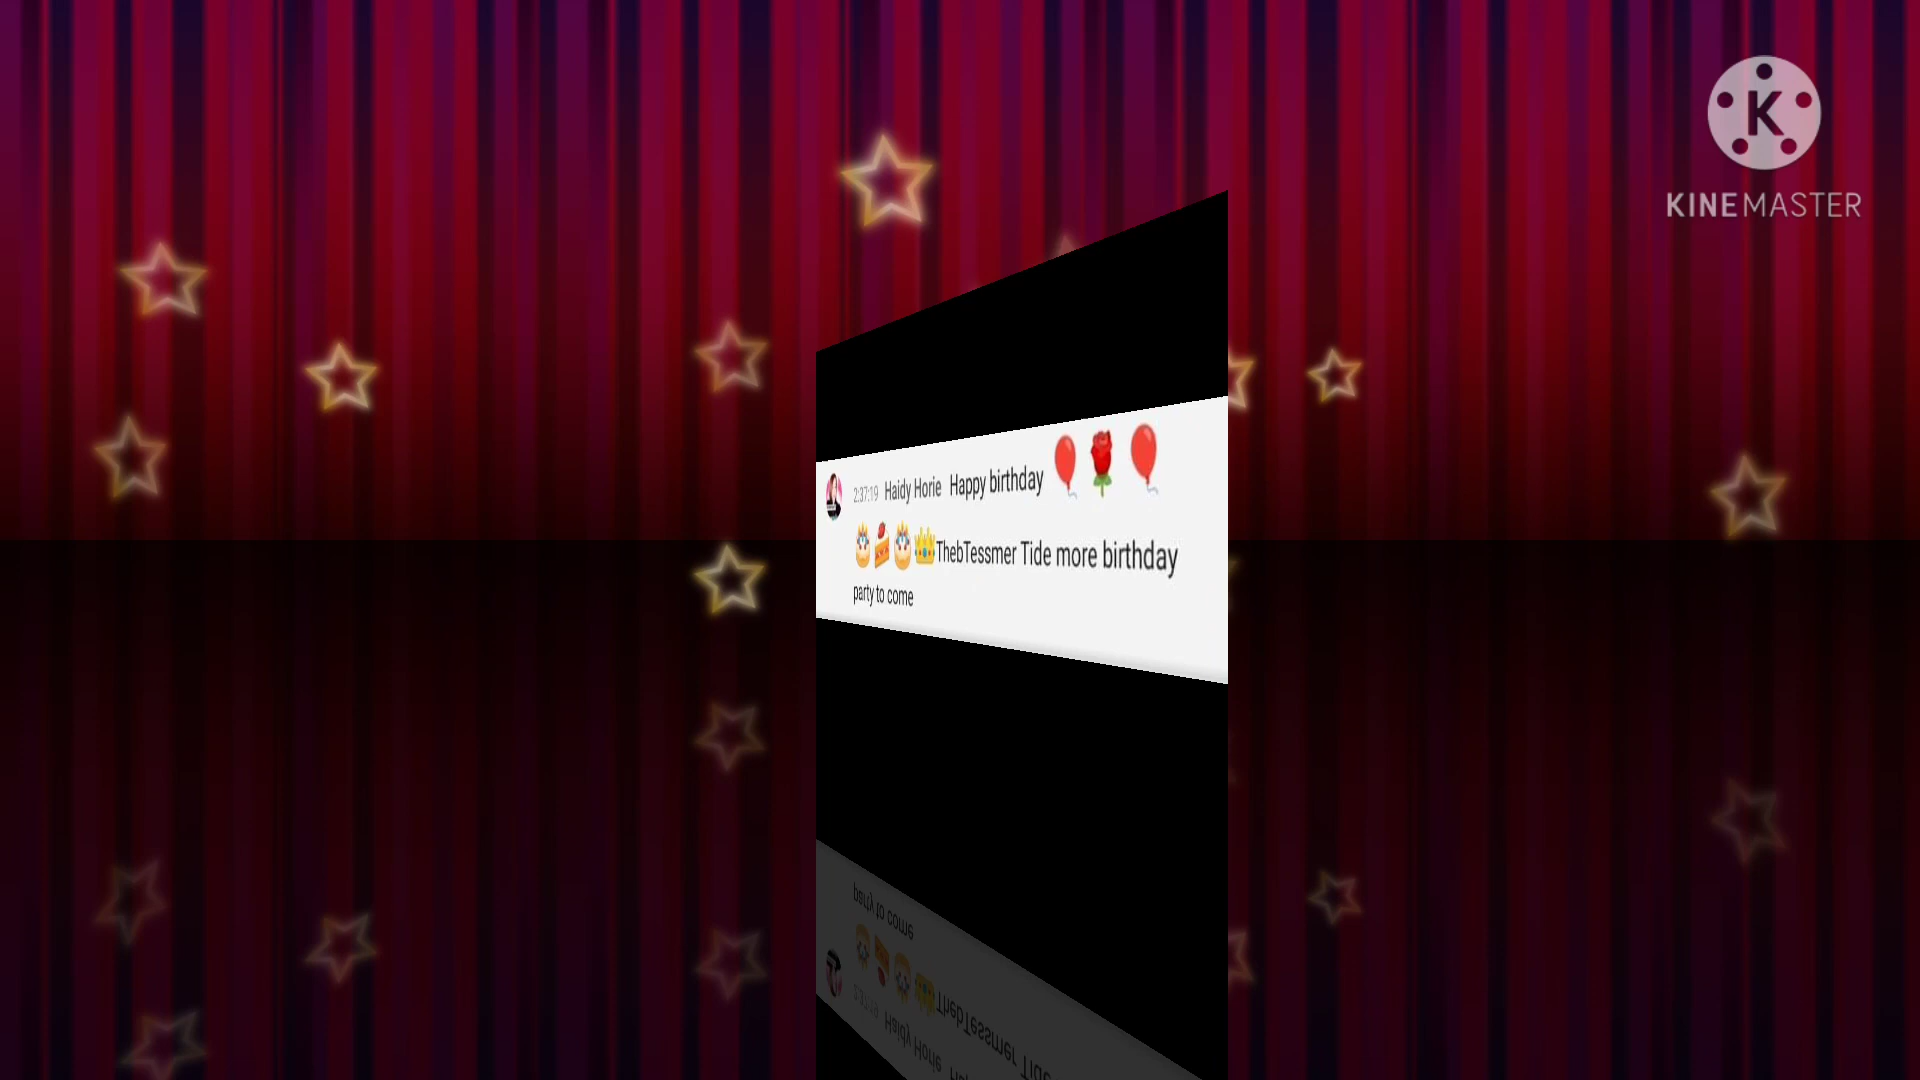 K
KINEMASTER
2:37:19 Haidy Horie Happy birthday 🎈🌹🎈
🎂🍰🎂👑ThebTessmer Tide more birthday
party to come